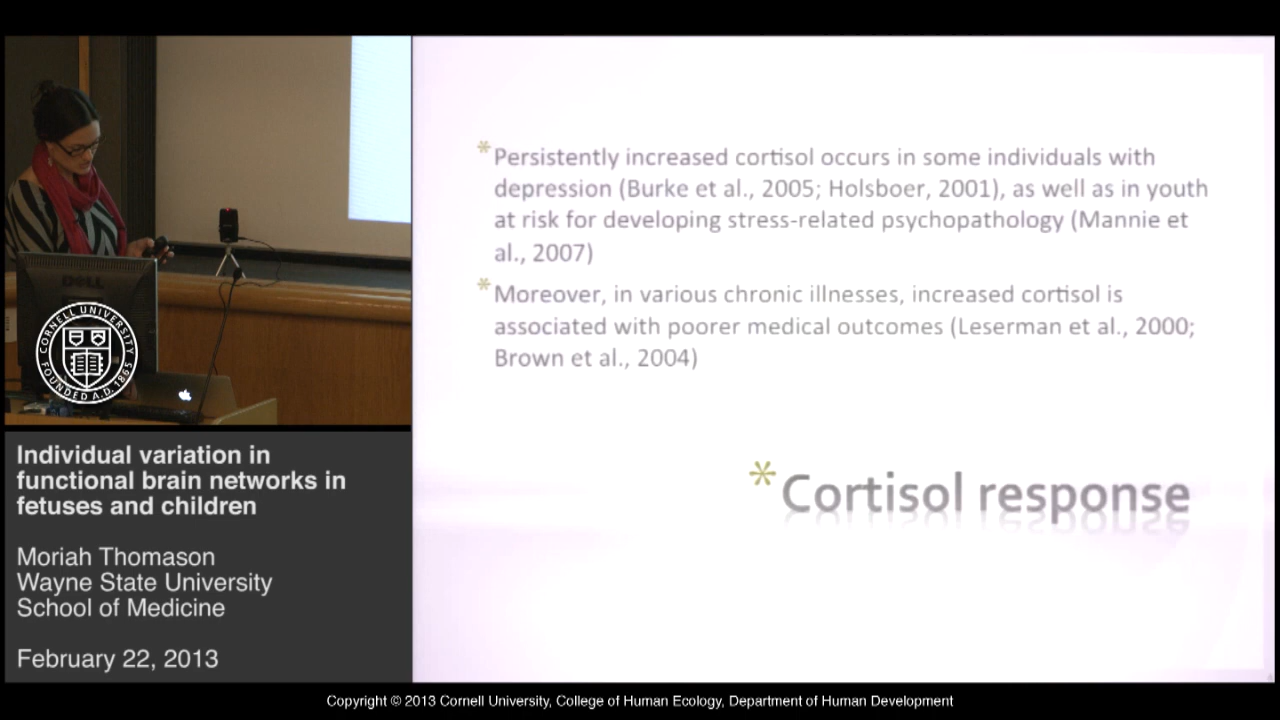 * Persistently increased cortisol occurs in some individuals with
depression (Burke et al., 2005; Holsboer, 2001), as well as in youth
at risk for developing stress-related psychopathology (Mannie et
al., 2007)
* Moreover, in various chronic illnesses, increased cortisol is
associated with poorer medical outcomes (Leserman et al., 2000;
Brown et al., 2004)
* Cortisol response
DELL
CORNELL UNIVERSITY
FOUNDED A.D. 1865
Individual variation in
functional brain networks in
fetuses and children
Moriah Thomason
Wayne State University
School of Medicine
February 22, 2013
Copyright © 2013 Cornell University, College of Human Ecology, Department of Human Development